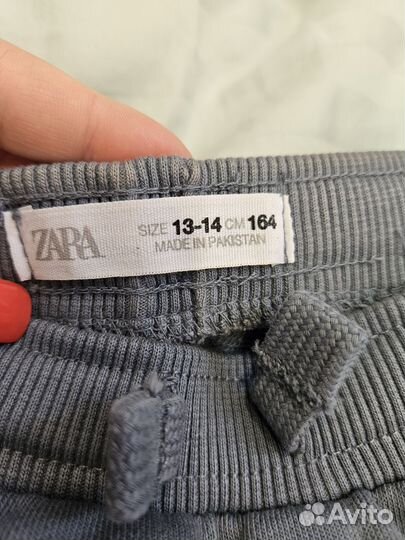 ZARA
SIZE 13-14 CM 164
MADE IN PAKISTAN
Avito